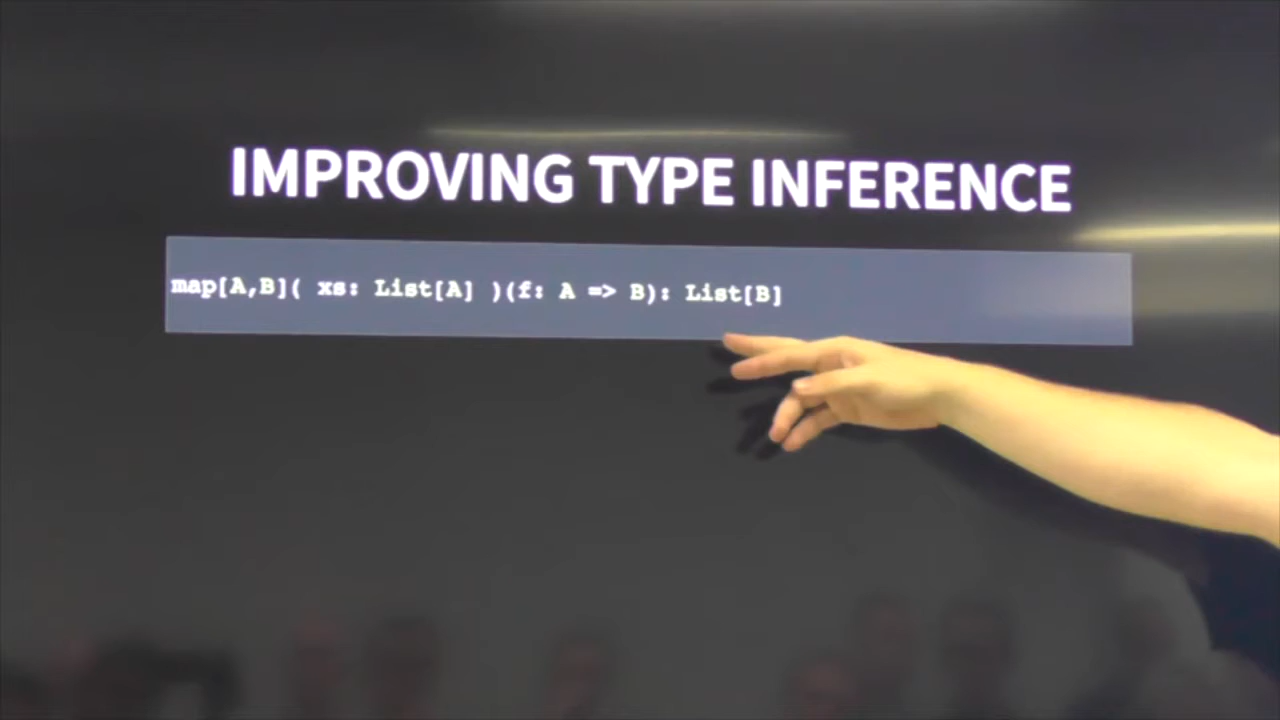 IMPROVING TYPE INFERENCE
map[A,B]( xs: List[A] )(f: A => B): List[B]